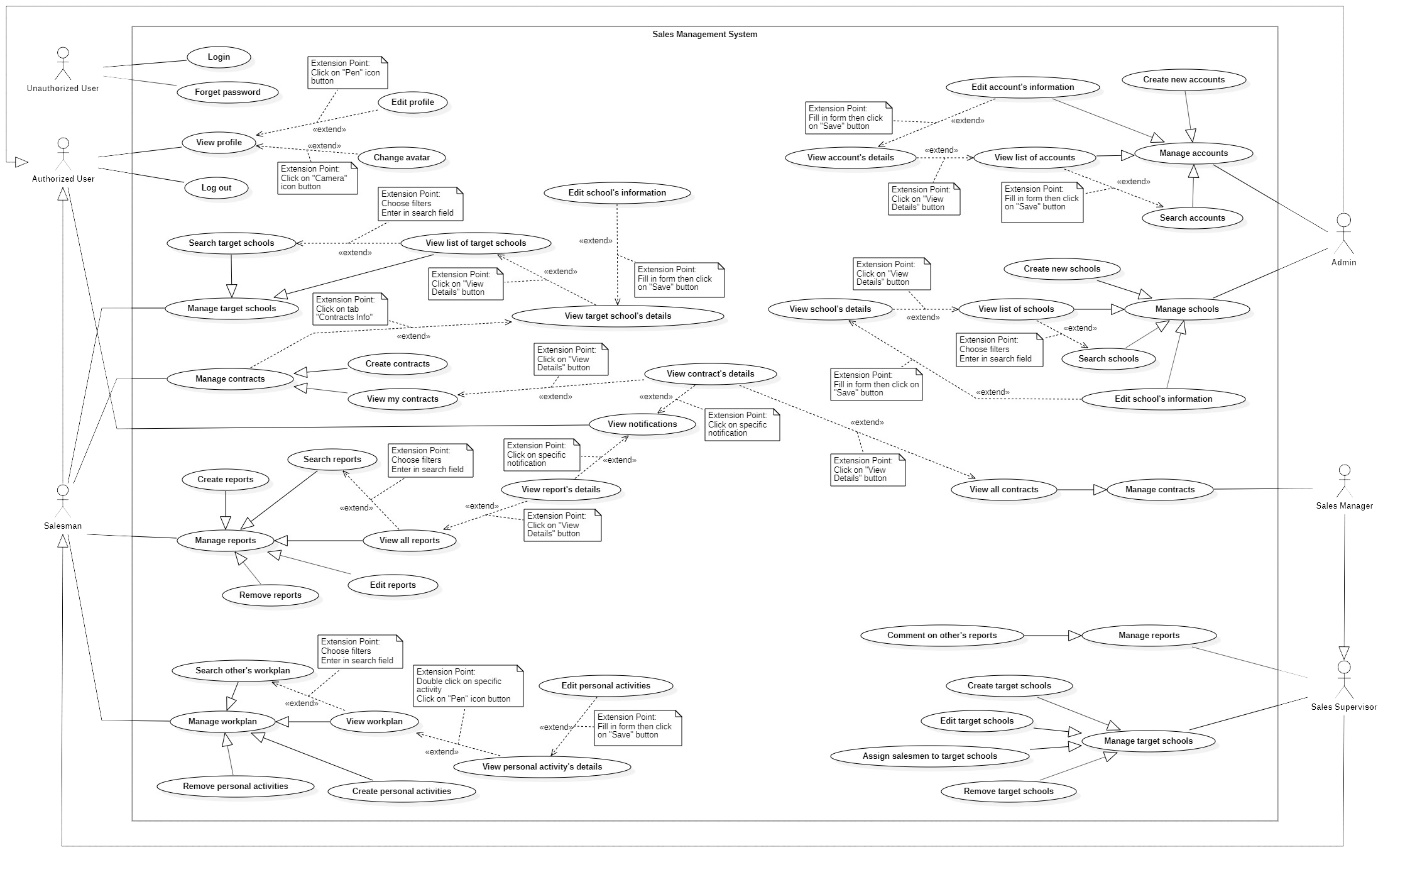 Sales Management System
Unauthorized User
Login
Forget password
Extension Point:
Click on "Pen" icon
button
Edit profile
«extend»
View profile
«extend»
Change avatar
Extension Point:
Click on "Camera"
icon button
Authorized User
Log out
Extension Point:
Choose filters
Enter in search field
Edit school's information
Search target schools
«extend»
View list of target schools
«extend»
Extension Point:
Click on "View
Details" button
«extend»
Extension Point:
Fill in form then click
on "Save" button
Manage target schools
Extension Point:
Click on tab
"Contracts Info"
«extend»
View target school's details
Manage contracts
Create contracts
View my contracts
Extension Point:
Click on "View
Details" button
«extend»
View contract's details
«extend»
View notifications
Extension Point:
Click on specific
notification
Extension Point:
Click on specific
notification
«extend»
Search reports
Extension Point:
Choose filters
Enter in search field
Create reports
«extend»
View report's details
«extend»
Extension Point:
Click on "View
Details" button
Salesman
Manage reports
View all reports
Remove reports
Edit reports
Extension Point:
Choose filters
Enter in search field
Search other's workplan
«extend»
Extension Point:
Double click on specific
activity
Click on "Pen" icon button
Edit personal activities
«extend»
Extension Point:
Fill in form then click
on "Save" button
Manage workplan
View workplan
«extend»
View personal activity's details
Remove personal activities
Create personal activities
Edit account's information
Create new accounts
Extension Point:
Fill in form then click
on "Save" button
«extend»
View account's details
«extend»
View list of accounts
Manage accounts
Extension Point:
Click on "View
Details" button
Extension Point:
Fill in form then click
on "Save" button
«extend»
Search accounts
Admin
Extension Point:
Click on "View
Details" button
Create new schools
View school's details
«extend»
View list of schools
Manage schools
«extend»
Extension Point:
Choose filters
Enter in search field
Search schools
Extension Point:
Fill in form then click on
"Save" button
«extend»
Edit school's information
«extend»
Extension Point:
Click on "View
Details" button
View all contracts
Manage contracts
Sales Manager
Comment on other's reports
Manage reports
Create target schools
Edit target schools
Assign salesmen to target schools
Remove target schools
Manage target schools
Sales Supervisor